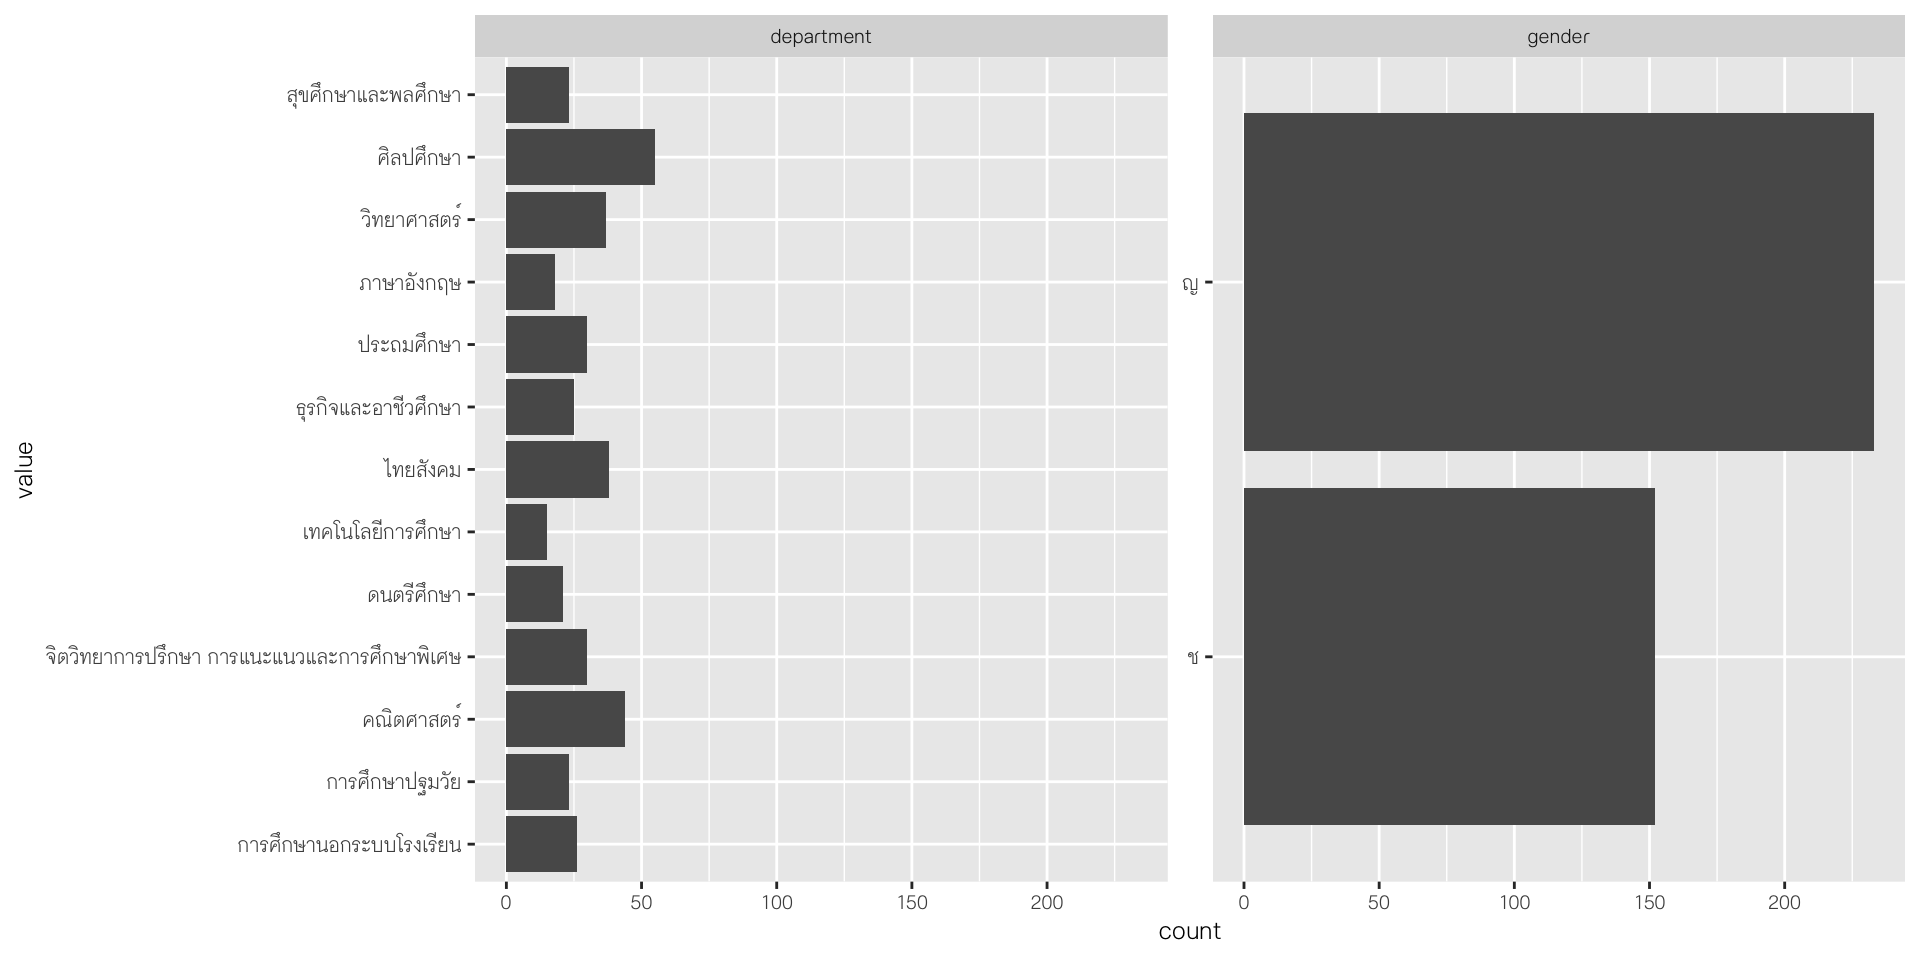 department
gender
สุขศึกษาและพลศึกษา
ศิลปศึกษา
วิทยาศาสตร์
ภาษาอังกฤษ
ประถมศึกษา
ธุรกิจและอาชีวศึกษา
ไทยสังคม
เทคโนโลยีการศึกษา
ดนตรีศึกษา
จิตวิทยาการปรึกษา การแนะแนวและการศึกษาพิเศษ
คณิตศาสตร์
การศึกษาปฐมวัย
การศึกษานอกระบบโรงเรียน
value
ญ
ช
0 50 100 150 200
0 50 100 150 200
count